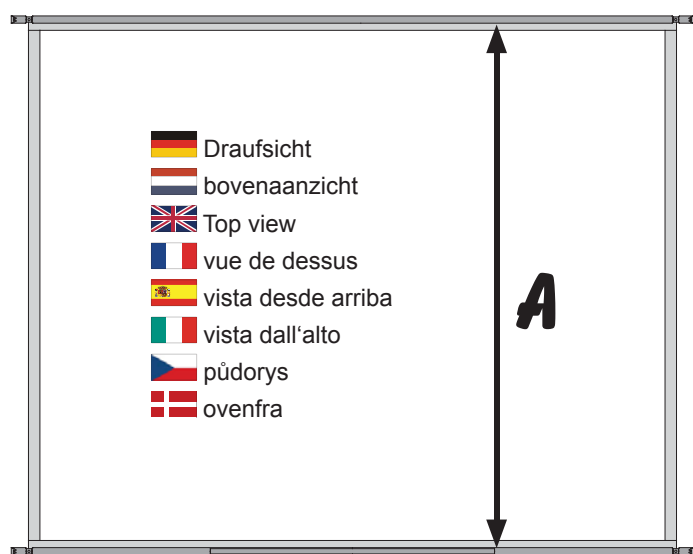 Draufsicht
bovenaanzicht
Top view
vue de dessus
vista desde arriba
vista dall‘alto
půdorys
ovenfra
A